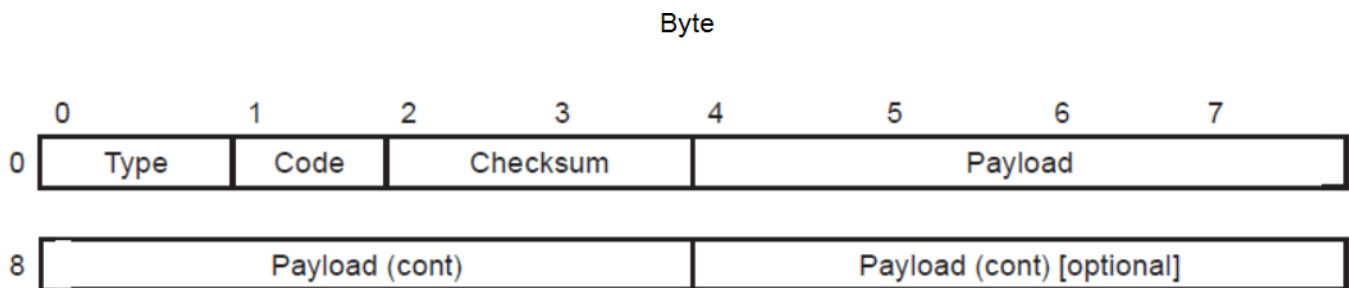 Byte
0 1 2 3 4 5 6 7
0 Type Code Checksum Payload
8 Payload (cont) Payload (cont) [optional]